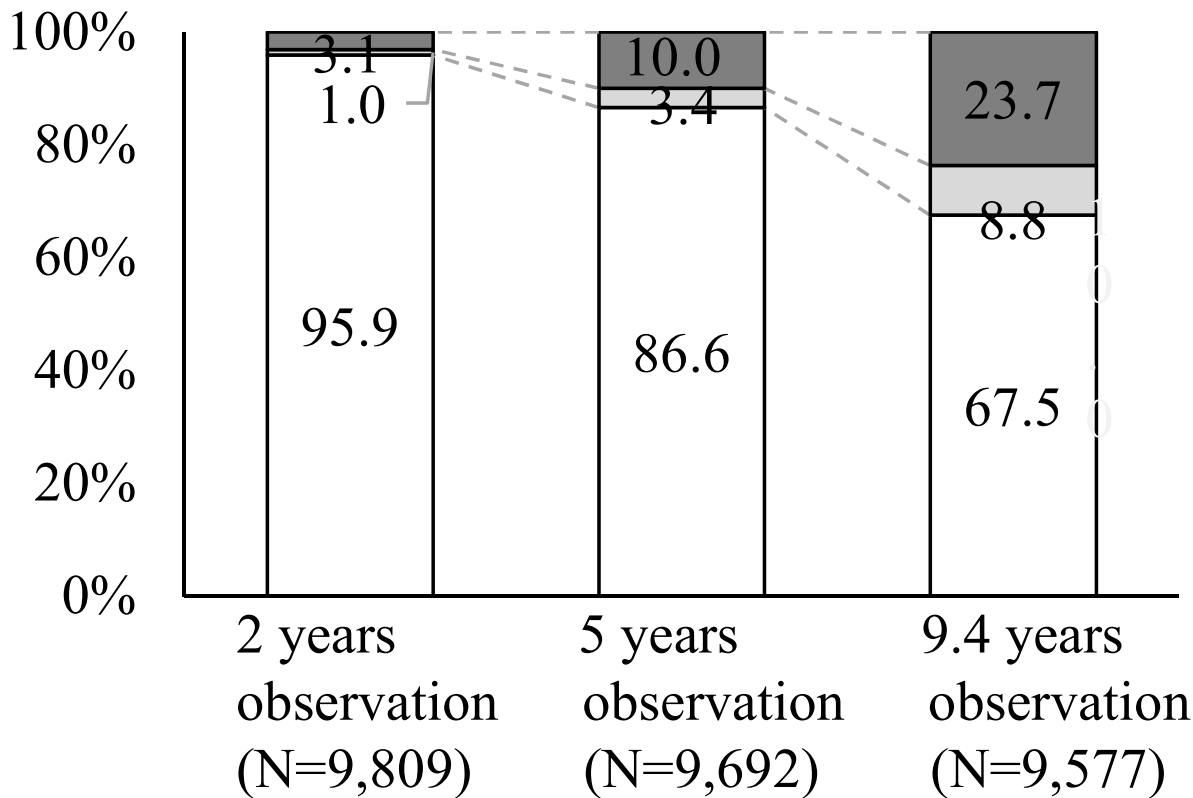 100%
80%
60%
40%
20%
0%
3.1
1.0
95.9
10.0
3.4
86.6
23.7
8.8
67.5
10.0
2 years
observation
(N=9,809)
5 years
observation
(N=9,692)
9.4 years
observation
(N=9,577)